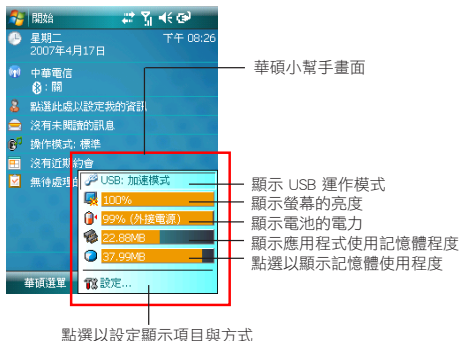 開始
星期二
2007年4月17日
下午 08:26
中華電信
: 關
點選此處以設定我的資訊
沒有未閱讀的訊息
操作模式: 標準
沒有近期約會
無待處理的
USB: 加速模式
100%
99% (外接電源)
22.88MB
37.99MB
設定...
華碩選單
華碩小幫手畫面
顯示 USB 運作模式
顯示螢幕的亮度
顯示電池的電力
顯示應用程式使用記憶體程度
點選以顯示記憶體使用程度
點選以設定顯示項目與方式